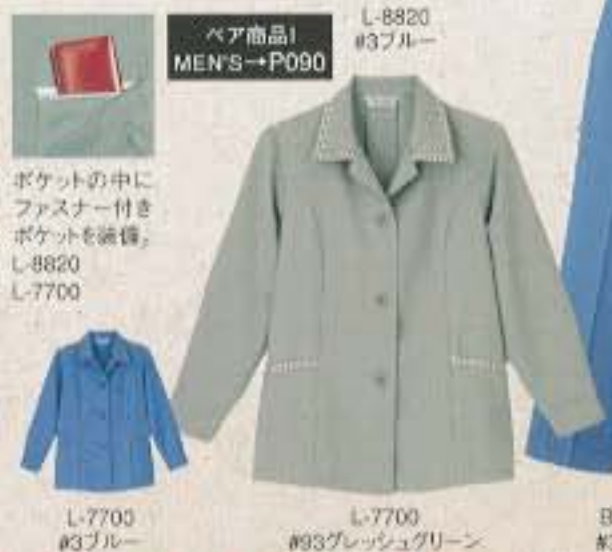 ペア商品!
MEN'S→P090
L-8820
#3ブルー
ポケットの中に
ファスナー付き
ポケットを装備。
L-8820
L-7700
L-7700
#3ブルー
L-7700
#93グレッシュグリーン